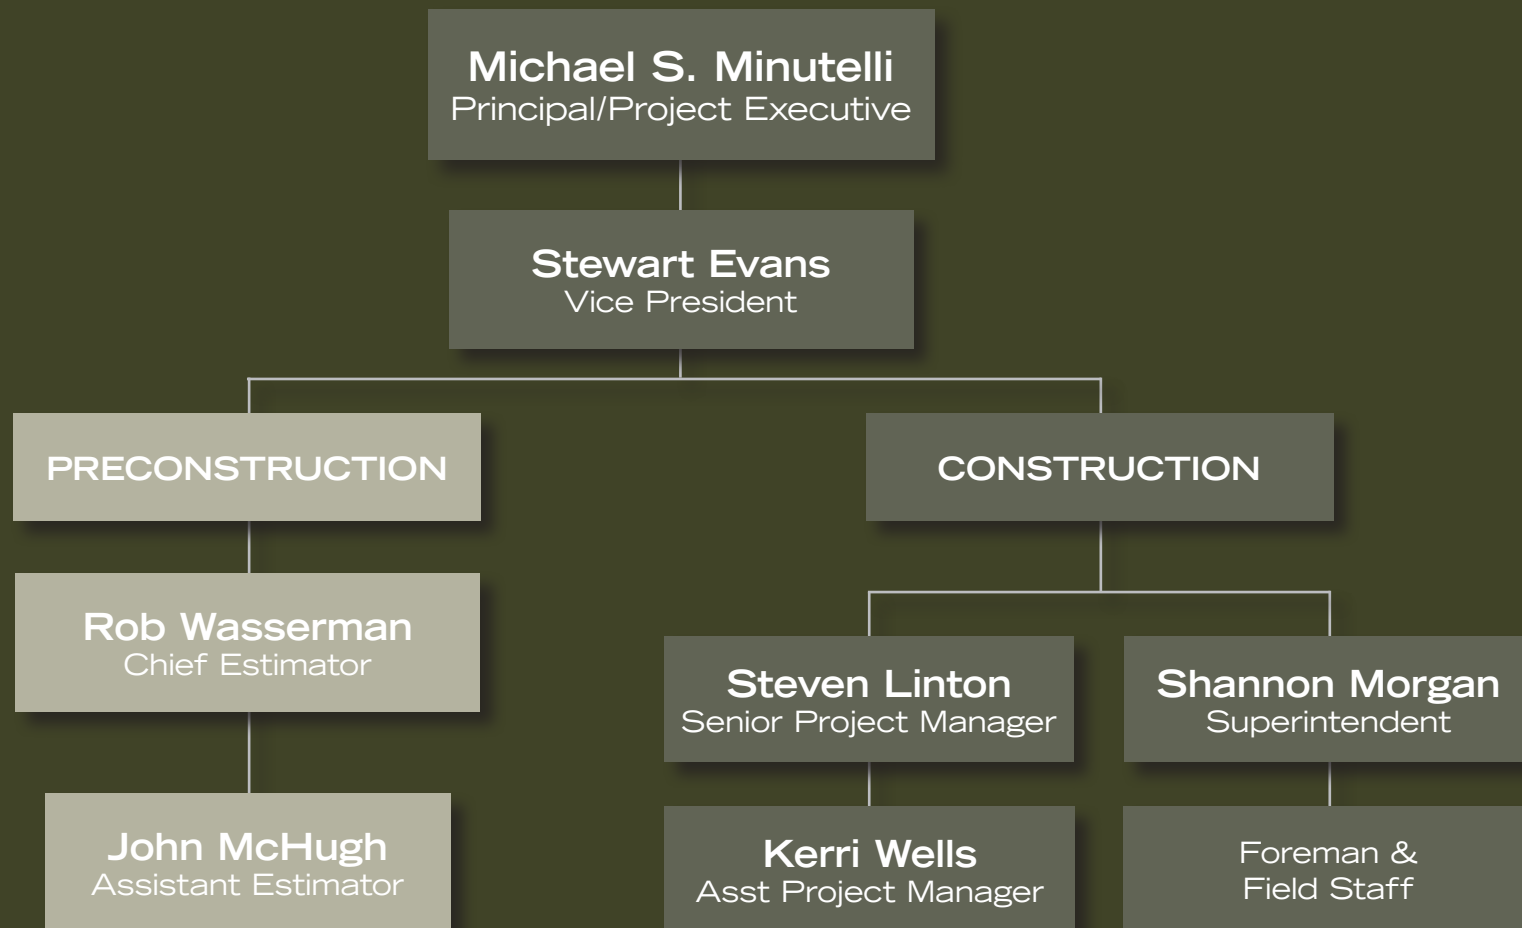 Michael S. Minutelli
Principal/Project Executive
Stewart Evans
Vice President
PRECONSTRUCTION
CONSTRUCTION
Rob Wasserman
Chief Estimator
Steven Linton
Senior Project Manager
Shannon Morgan
Superintendent
John McHugh
Assistant Estimator
Kerri Wells
Asst Project Manager
Foreman &
Field Staff